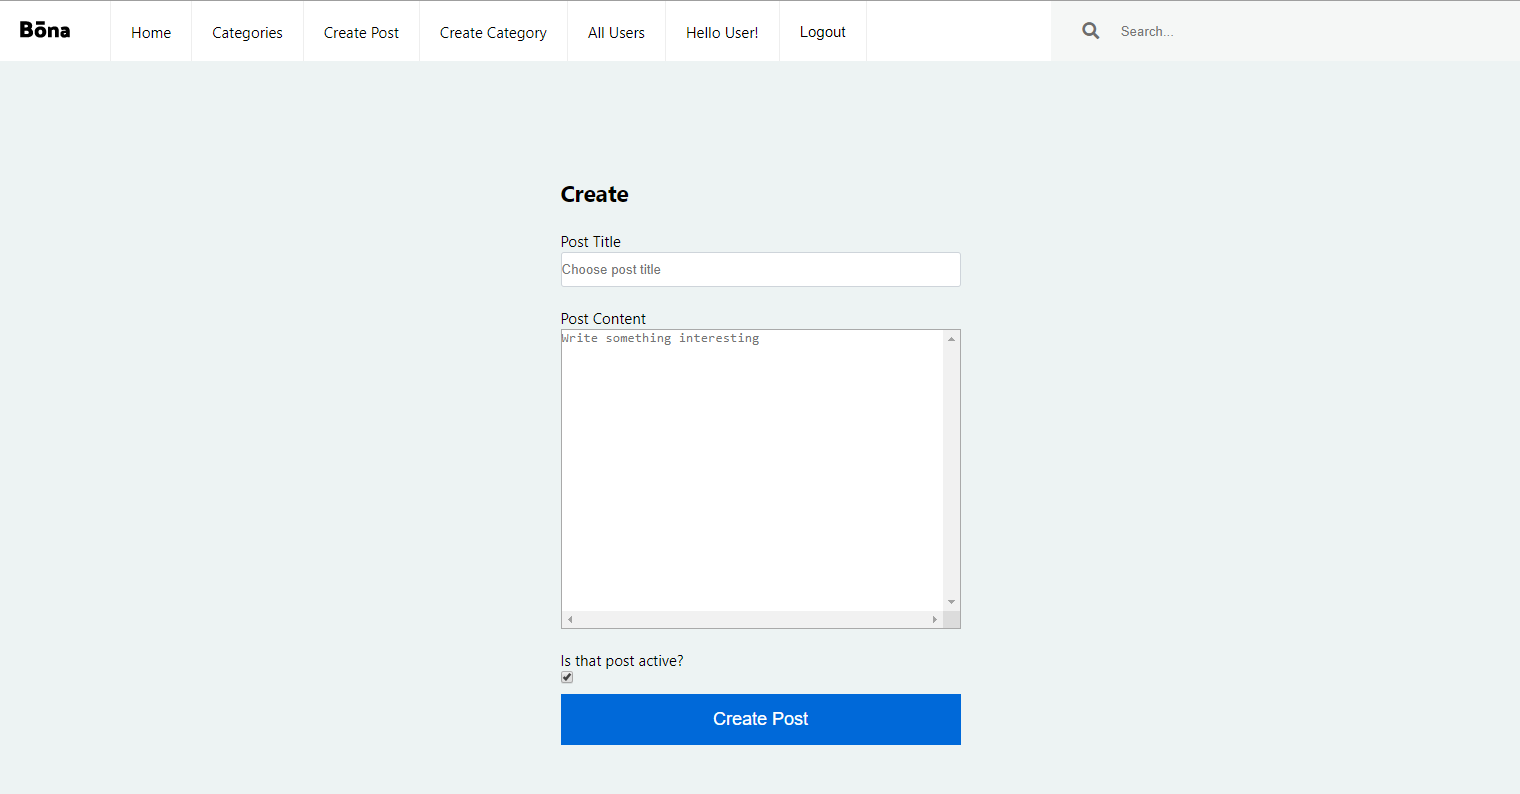 Bōna
Home
Categories
Create Post
Create Category
All Users
Hello User!
Logout
Search...
Create
Post Title
Choose post title
Post Content
Write something interesting
Is that post active?
Create Post